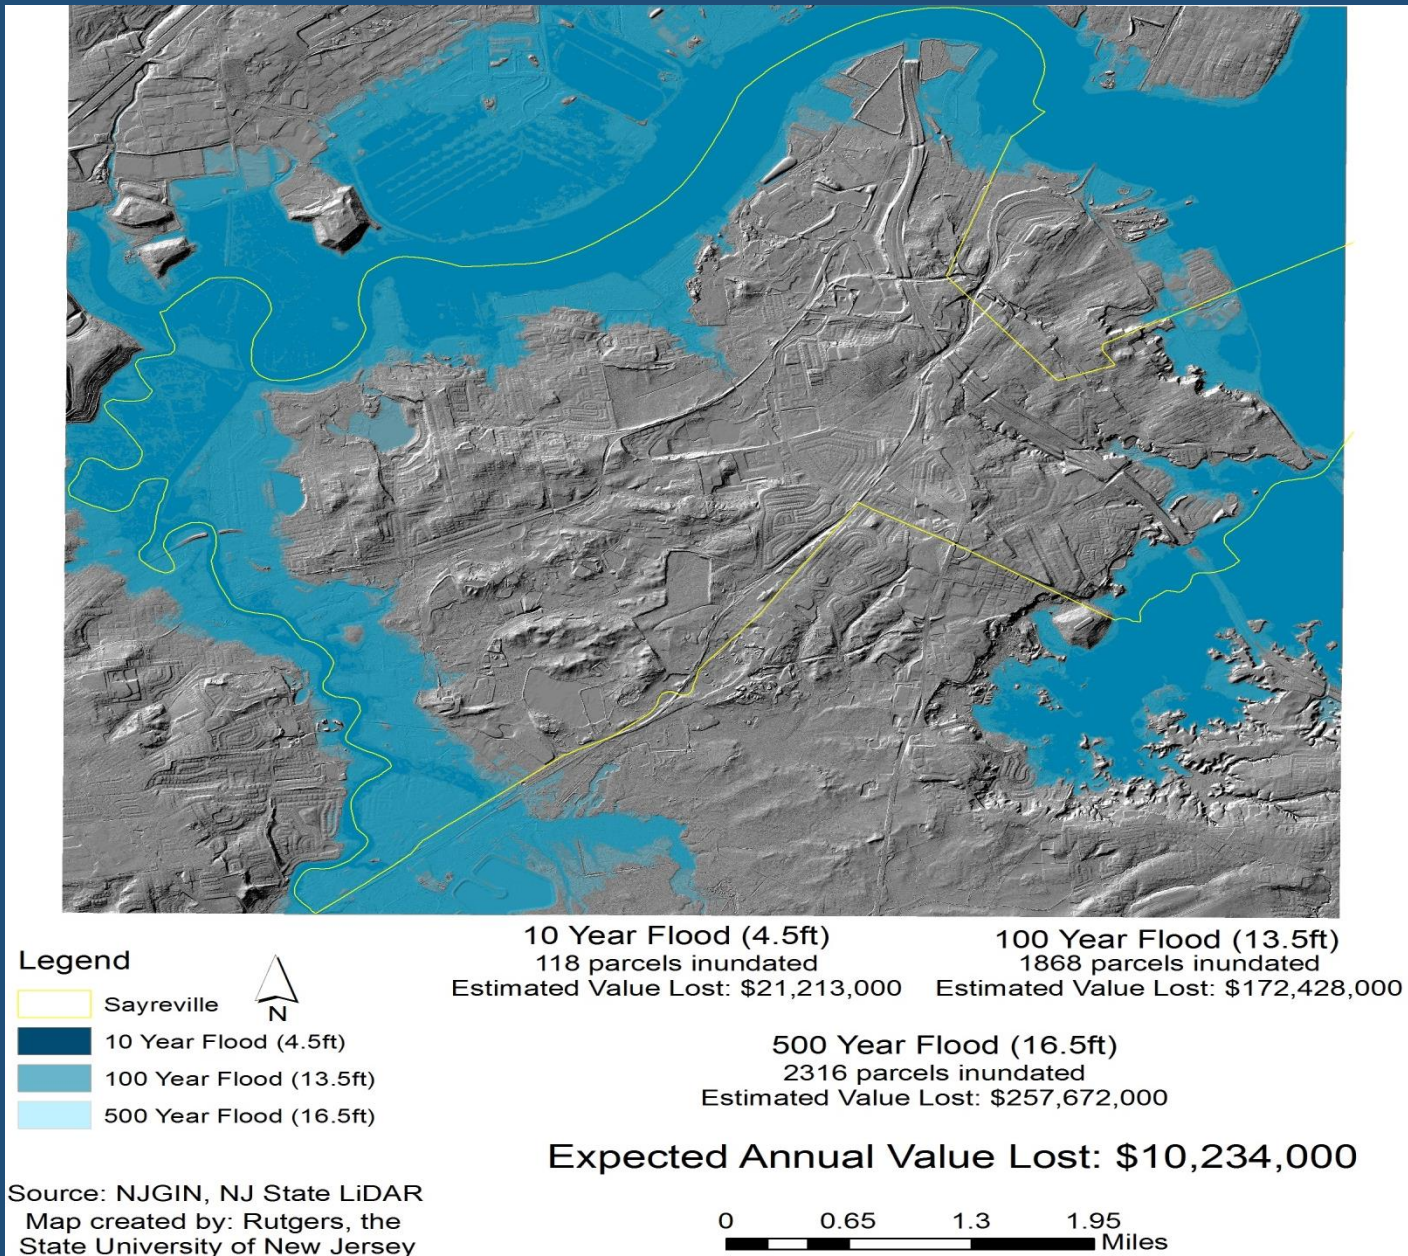 10 Year Flood (4.5ft)
118 parcels inundated
Estimated Value Lost: $21,213,000
100 Year Flood (13.5ft)
1868 parcels inundated
Estimated Value Lost: $172,428,000
500 Year Flood (16.5ft)
2316 parcels inundated
Estimated Value Lost: $257,672,000
Expected Annual Value Lost: $10,234,000
Legend
N
Sayreville
10 Year Flood (4.5ft)
100 Year Flood (13.5ft)
500 Year Flood (16.5ft)
Source: NJGIN, NJ State LiDAR
Map created by: Rutgers, the
State University of New Jersey
0 0.65 1.3 1.95
Miles